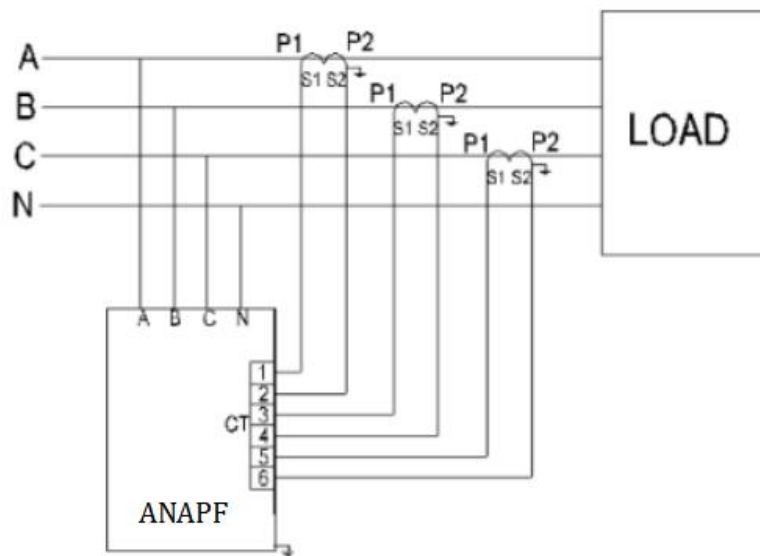 A P1 P2
S1 S2
B P1 P2
S1 S2
C P1 P2
S1 S2
N
LOAD
A B C N
1
2
3
CT
4
5
6
ANAPF